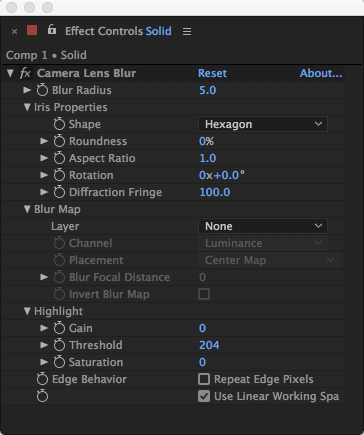 Effect Controls Solid
Comp 1 • Solid
fx Camera Lens Blur Reset About...
Blur Radius 5.0
Iris Properties
Shape Hexagon
Roundness 0%
Aspect Ratio 1.0
Rotation 0x+0.0°
Diffraction Fringe 100.0
Blur Map
Layer None
Channel Luminance
Placement Center Map
Blur Focal Distance 0
Invert Blur Map
Highlight
Gain 0
Threshold 204
Saturation 0
Edge Behavior Repeat Edge Pixels
Use Linear Working Spa